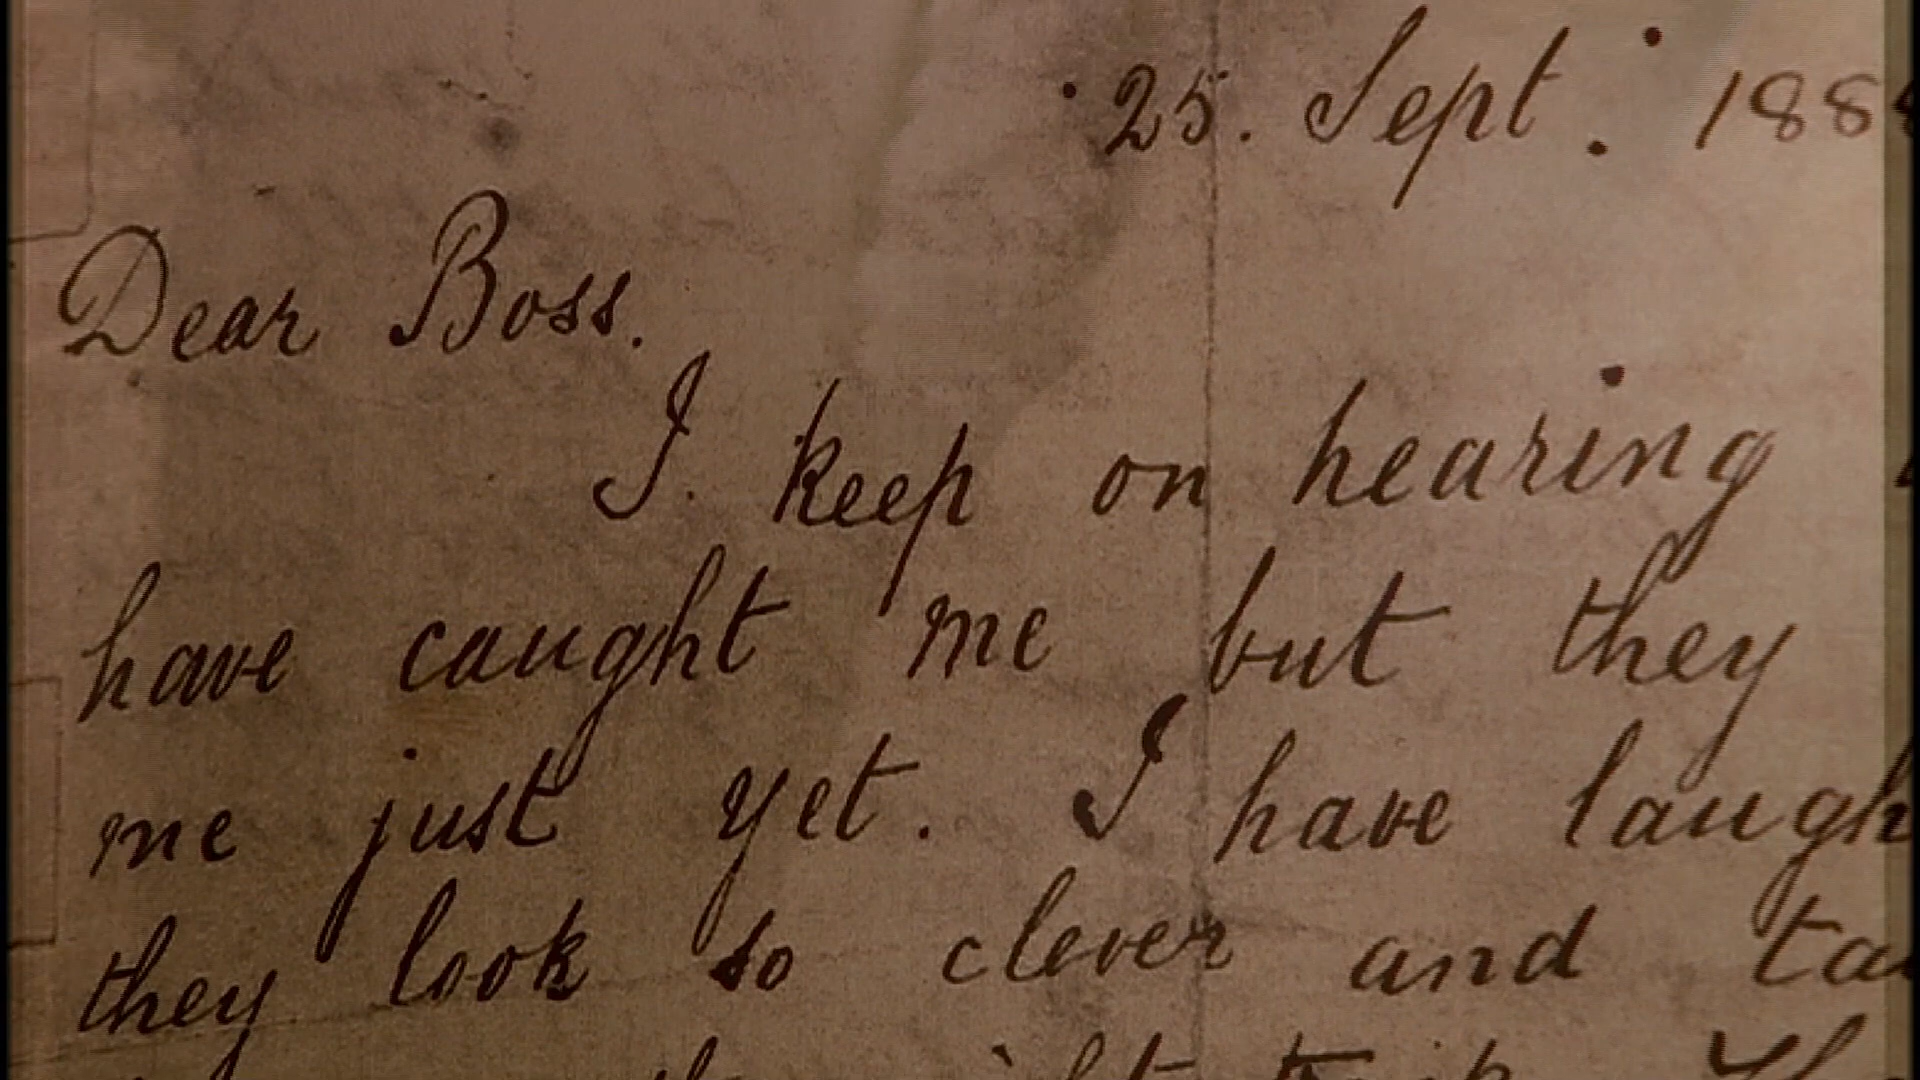 25. Sept. 188
Dear Boss.
I keep on hearing
have caught me but they
me just yet. I have laugh
they look so clever and ta